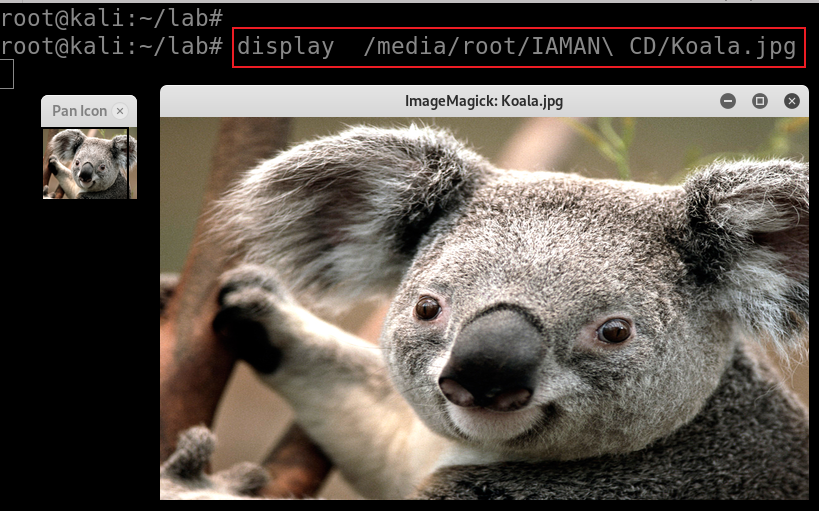 root@kali:~/lab#
root@kali:~/lab# display  /media/root/IAMAN\ CD/Koala.jpg
Pan Icon
ImageMagick: Koala.jpg